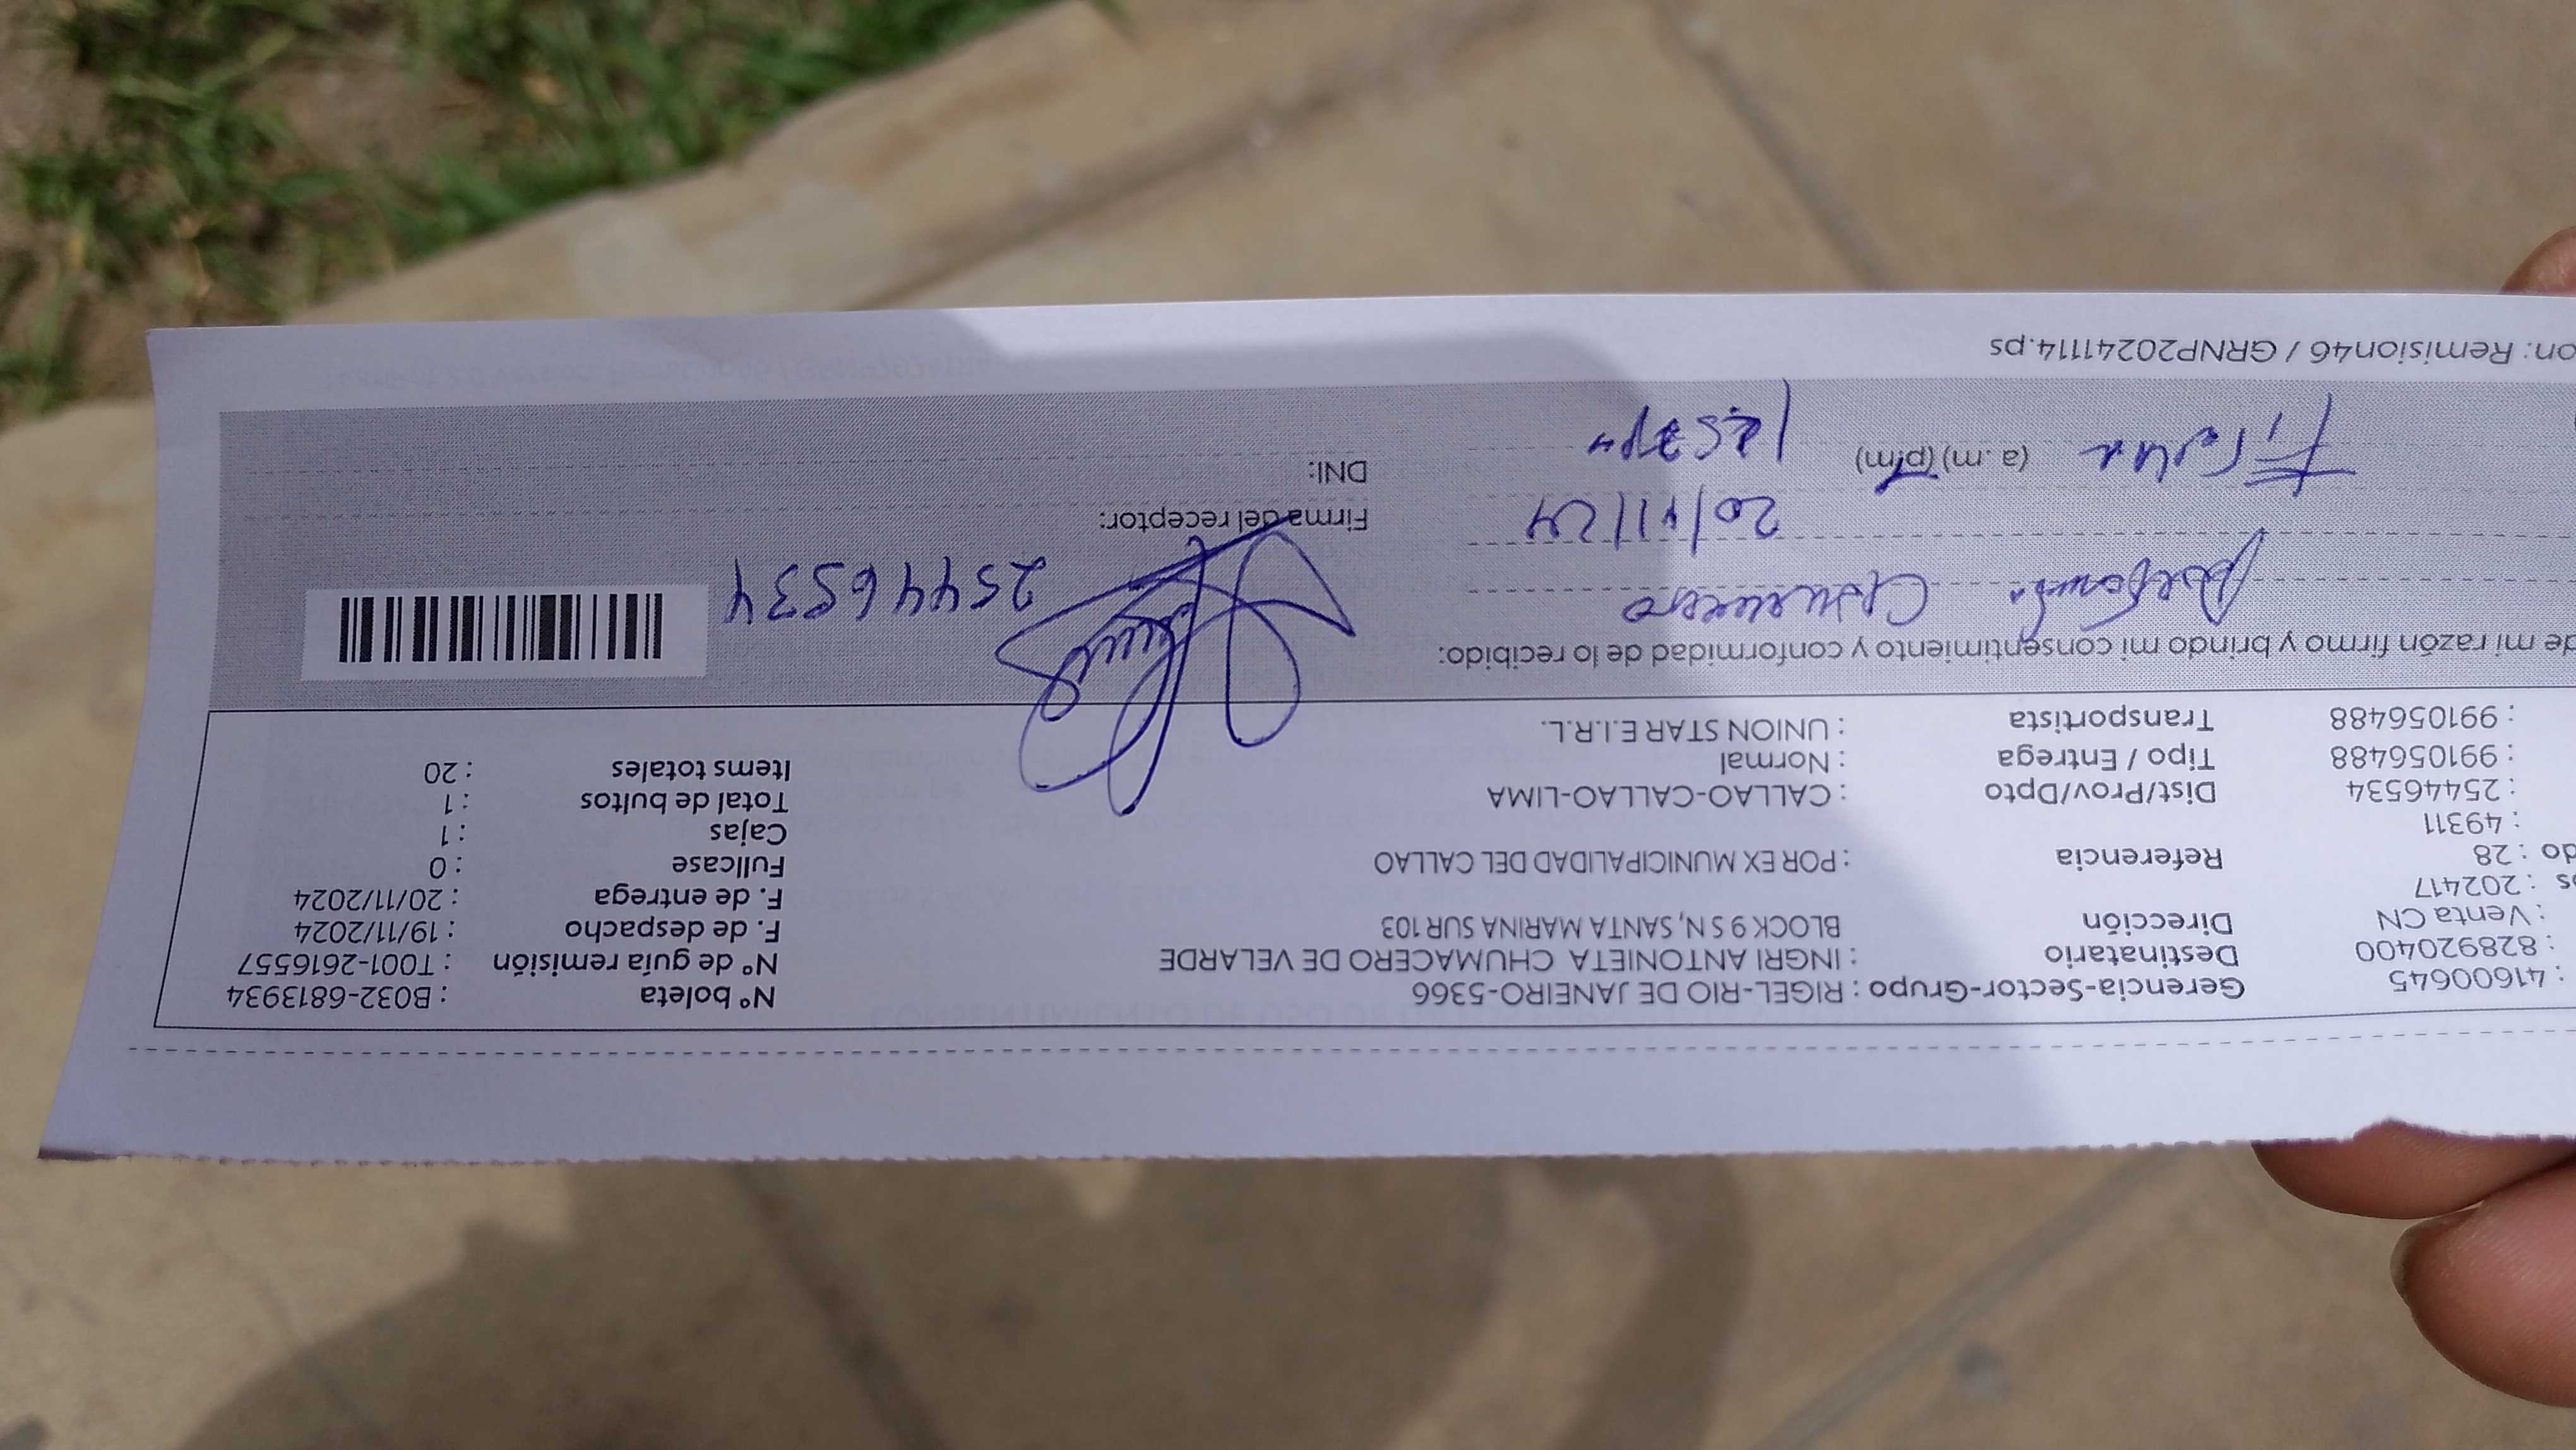 : 41600645 Gerencia-Sector-Grupo : RIGEL-RIO DE JANEIRO-5366 N° boleta : B032-6813934
: 828920400 Destinatario : INGRI ANTONIETA CHUMACERO DE VELARDE N° de guía remisión : T001-2616557
: Venta CN Dirección BLOCK 9 S N, SANTA MARINA SUR 103 F. de despacho : 19/11/2024
os : 202417 F. de entrega : 20/11/2024
do : 28 Referencia : POR EX MUNICIPALIDAD DEL CALLAO Fullcase : 0
: 49311 Cajas : 1
: 25446534 Dist/Prov/Dpto : CALLAO-CALLAO-LIMA Total de bultos : 1
: 991056488 Tipo / Entrega : Normal Items totales : 20
: 991056488 Transportista : UNION STAR E.I.R.L.
de mi razón firmo y brindo mi consentimiento y conformidad de lo recibido:
Chumacero 25446534
20/11/24 Firma del receptor:
(a.m) (p.m) DNI:
on: Remision46 / GRNP20241114.ps